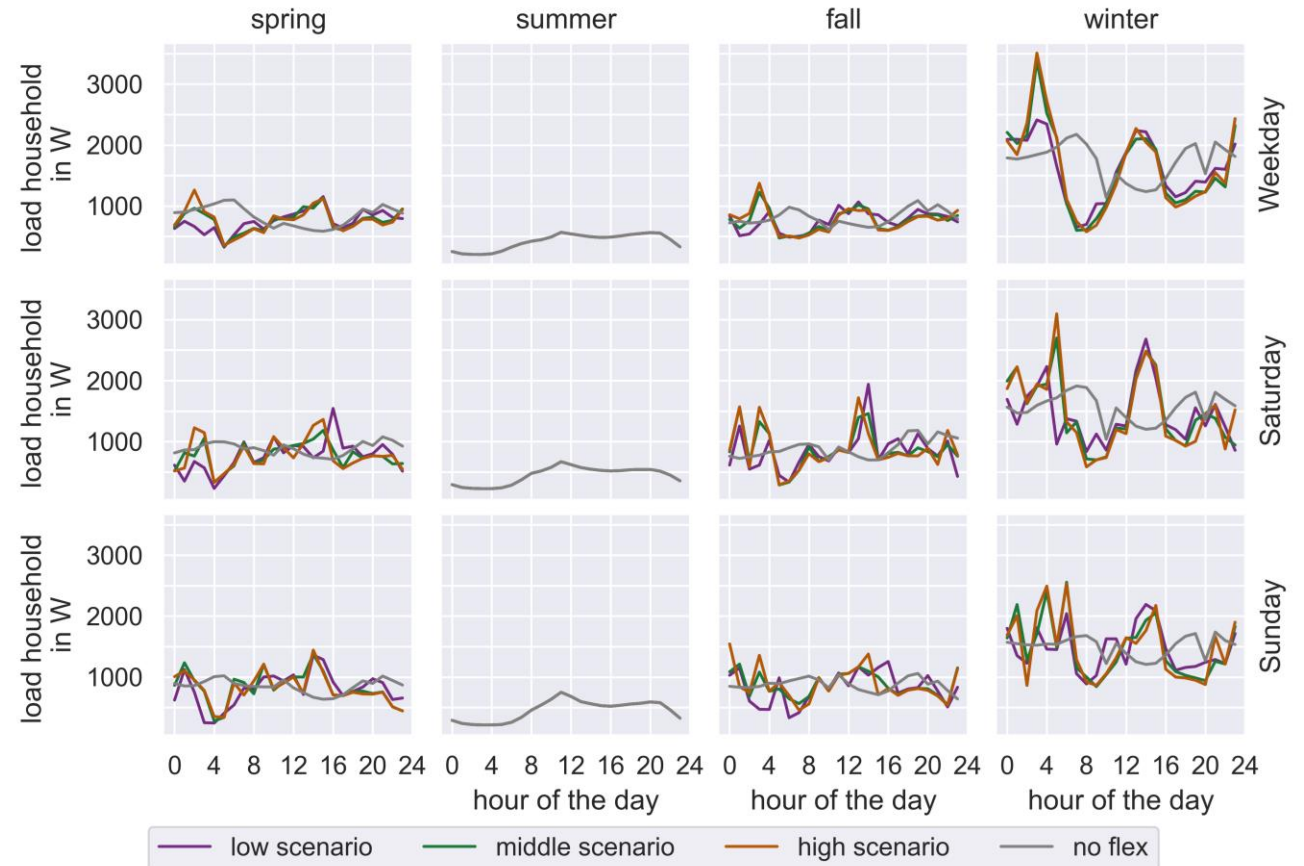 spring summer fall winter
load household
in W
3000
2000
1000
Weekday
load household
in W
3000
2000
1000
Saturday
load household
in W
3000
2000
1000
Sunday
0 4 8 12 16 20 24 0 4 8 12 16 20 24 0 4 8 12 16 20 24 0 4 8 12 16 20 24
hour of the day hour of the day hour of the day
low scenario middle scenario high scenario no flex